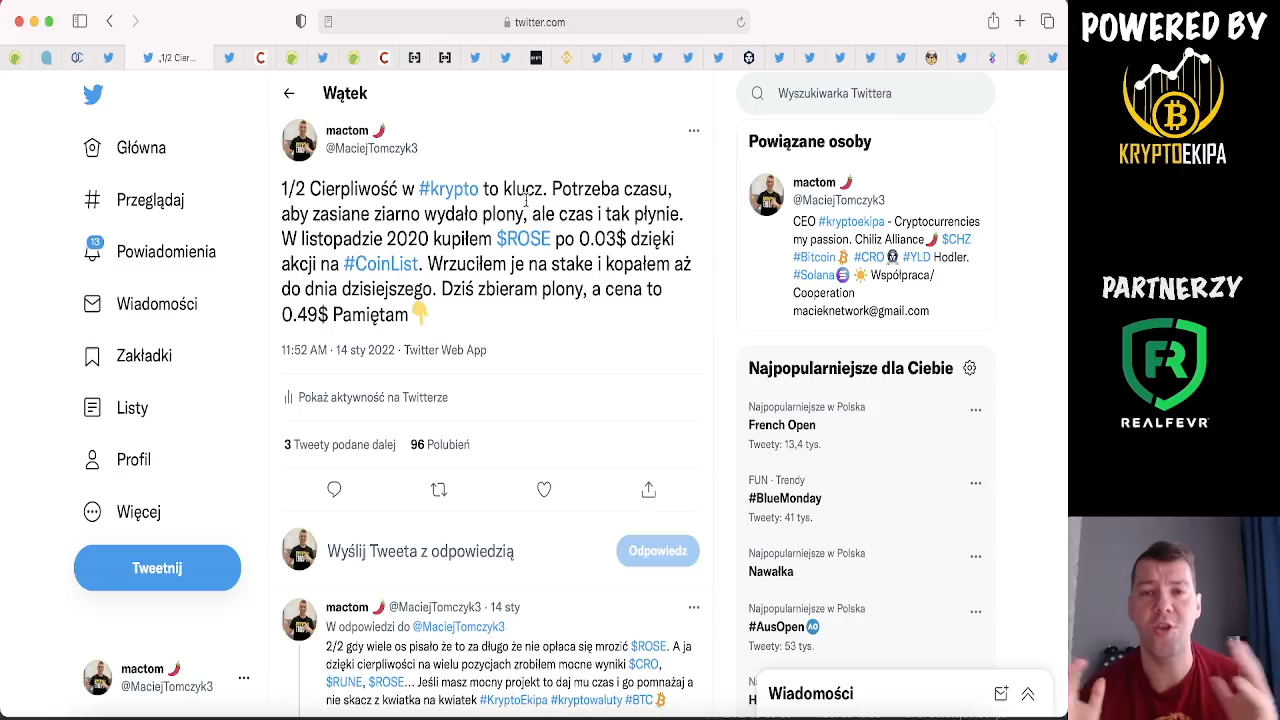 twitter.com
„1/2 Cier...
Główna
Przeglądaj
13
Powiadomienia
Wiadomości
Zakładki
Listy
Profil
Więcej
Tweetnij
mactom
@MaciejTomczyk3
Wątek
mactom
@MaciejTomczyk3
1/2 Cierpliwość w #krypto to klucz. Potrzeba czasu,
aby zasiane ziarno wydało plony, ale czas i tak płynie.
W listopadzie 2020 kupiłem $ROSE po 0.03$ dzięki
akcji na #CoinList. Wrzuciłem je na stake i kopałem aż
do dnia dzisiejszego. Dziś zbieram plony, a cena to
0.49$ Pamiętam👇
11:52 AM · 14 sty 2022 · Twitter Web App
Pokaż aktywność na Twitterze
3 Tweety podane dalej 96 Polubień
Wyślij Tweeta z odpowiedzią
Odpowiedz
mactom 🌶️ @MaciejTomczyk3 · 14 sty
W odpowiedzi do @MaciejTomczyk3
2/2 gdy wiele os pisało że to za długo że nie opłaca się mrozić $ROSE. A ja
dzięki cierpliwości na wielu pozycjach zrobiłem mocne wyniki $CRO,
$RUNE, $ROSE... Jeśli masz mocny projekt to daj mu czas i go pomnażaj a
nie skacz z kwiatka na kwiatek #KryptoEkipa #kryptowaluty #BTC
Wyszukiwarka Twittera
Powiązane osoby
mactom
@MaciejTomczyk3
CEO #kryptoekipa - Cryptocurrencies
my passion. Chiliz Alliance🌶️ $CHZ
#Bitcoin #CRO #YLD Hodler.
#Solana ☀️ Współpraca/
Cooperation
macieknetwork@gmail.com
Najpopularniejsze dla Ciebie
Najpopularniejsze w Polska
French Open
Tweety: 13,4 tys.
FUN · Trendy
#BlueMonday
Tweety: 41 tys.
Najpopularniejsze w Polska
Nawałka
Najpopularniejsze w Polska
#AusOpen
Tweety: 53 tys.
Wiadomości
POWERED BY
KRYPTOEKIPA
PARTNERZY
FR
REALFEVR